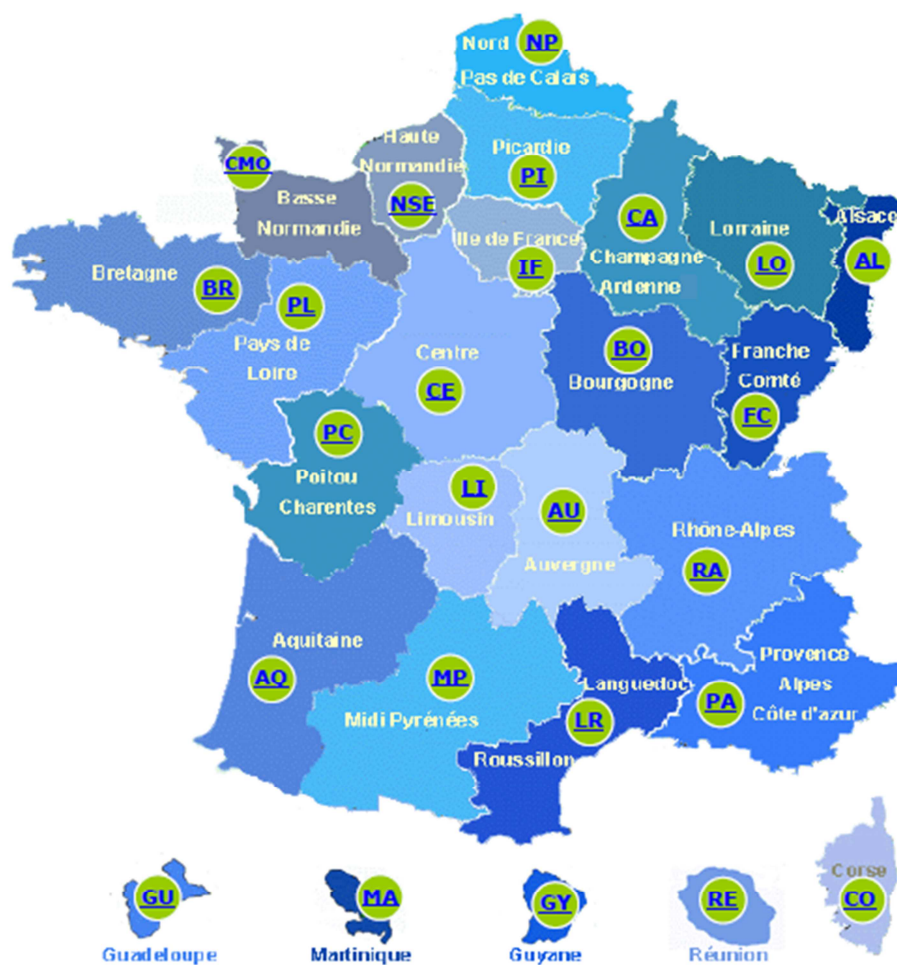 Nord
NP
Pas de Calais
Haute
Normandie
Picardie
PI
CMO
Basse
Normandie
NSE
CA
Champagne
Ardenne
Lorraine
LO
Alsace
AL
Ile de France
IF
Bretagne
BR
PL
Pays de
Loire
Centre
CE
BO
Bourgogne
Franche
Comté
FC
PC
Poitou
Charentes
LI
Limousin
AU
Auvergne
Rhône-Alpes
RA
Aquitaine
AQ
MP
Midi Pyrénées
Languedoc
LR
Roussillon
Provence
Alpes
Côte d'azur
PA
GU
Guadeloupe
MA
Martinique
GY
Guyane
RE
Réunion
Corse
CO